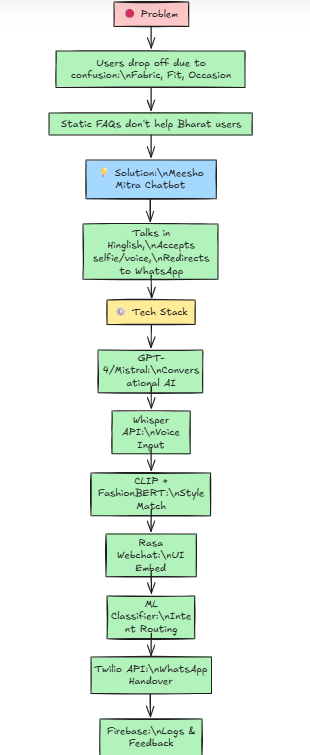 Problem
Users drop off due to
confusion:\nFabric, Fit, Occasion
Static FAQs don't help Bharat users
Solution:\nMeesho
Mitra Chatbot
Talks in
Hinglish,\nAccepts
selfie/voice,\nRedirects
to WhatsApp
Tech Stack
GPT-
4/Mistral:\nConvers
ational AI
Whisper
API:\nVoice
Input
CLIP +
FashionBERT:\nStyle
Match
Rasa
Webchat:\nUI
Embed
ML
Classifier:\nInte
nt Routing
Twilio API:\nWhatsApp
Handover
Firebase:\nLogs &
Feedback